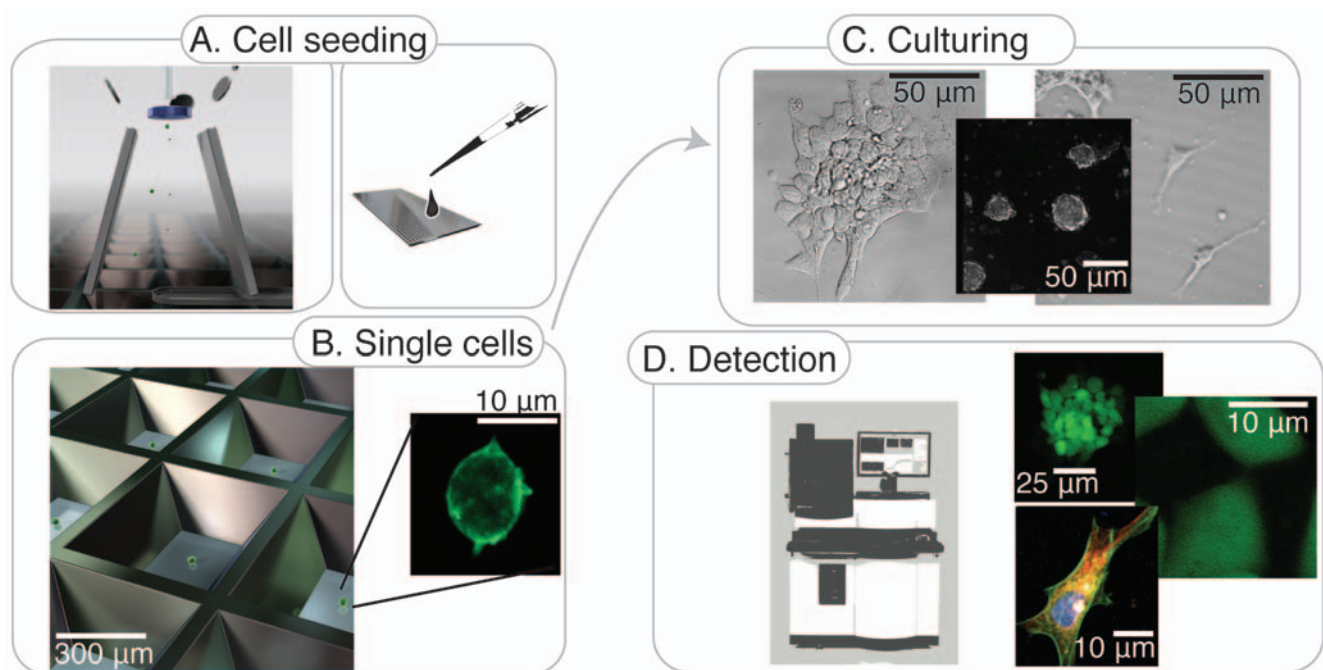 A. Cell seeding
C. Culturing
50 µm
50 µm
50 µm
B. Single cells
10 µm
300 µm
D. Detection
10 µm
25 µm
10 µm